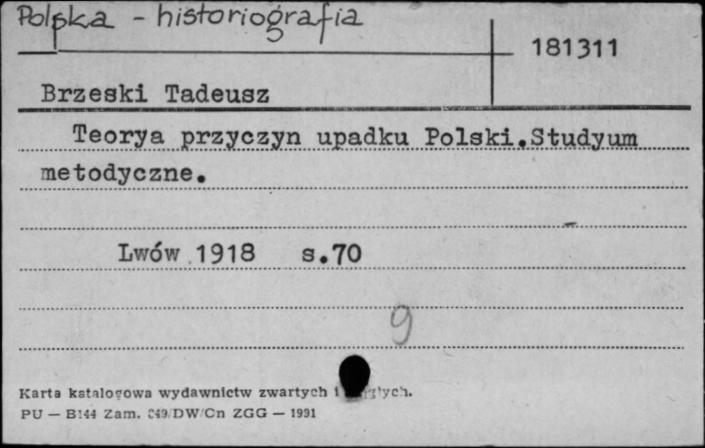 Polska - historiografia
181311
Brzeski Tadeusz
Teorya przyczyn upadku Polski.Studyum
metodyczne.
Lwów 1918 s.70
9
Karta katalogowa wydawnictw zwartych i
PU — B144 Zam. 249/DW/Cn ZGG — 1991